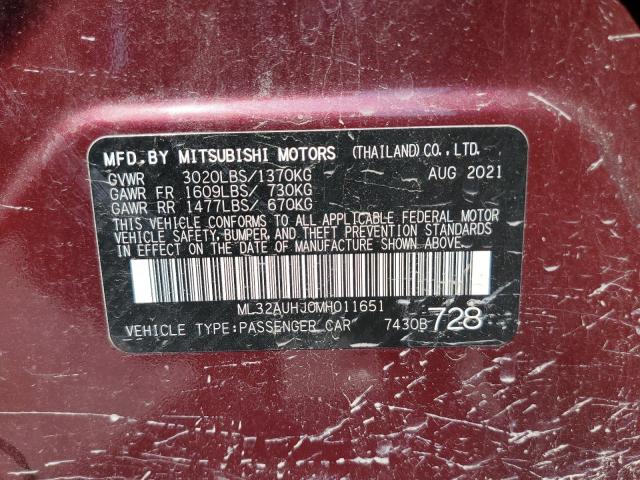 MFD.BY MITSUBISHI MOTORS (THAILAND)CO.,LTD.
GVWR 3020LBS/1370KG AUG 2021
GAWR FR 1609LBS/ 730KG
GAWR RR 1477LBS/ 670KG
THIS VEHICLE CONFORMS TO ALL APPLICABLE FEDERAL MOTOR
VEHICLE SAFETY,BUMPER,AND THEFT PREVENTION STANDARDS
IN EFFECT ON THE DATE OF MANUFACTURE SHOWN ABOVE.
ML32AUHJ0MH011651
VEHICLE TYPE:PASSENGER CAR 7430B 728